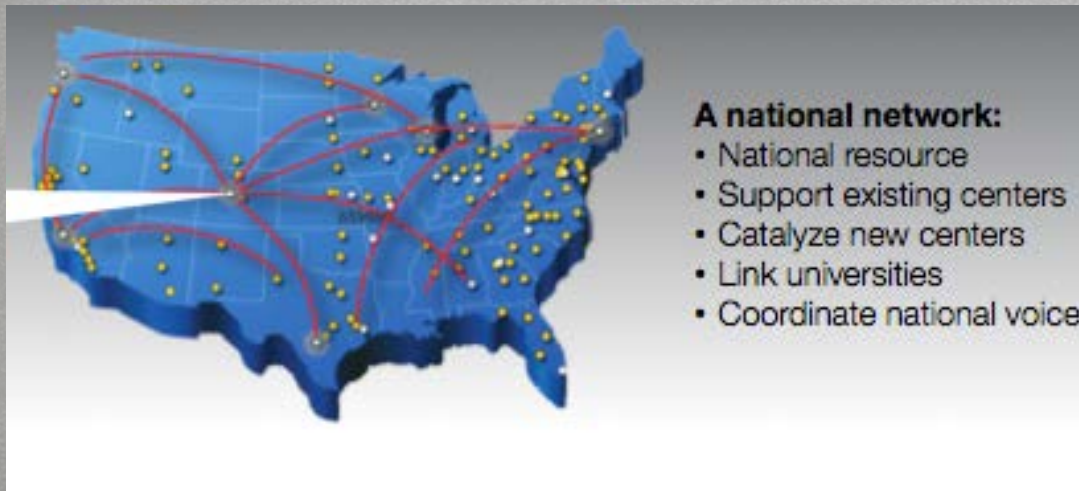 A national network:
• National resource
• Support existing centers
• Catalyze new centers
• Link universities
• Coordinate national voice